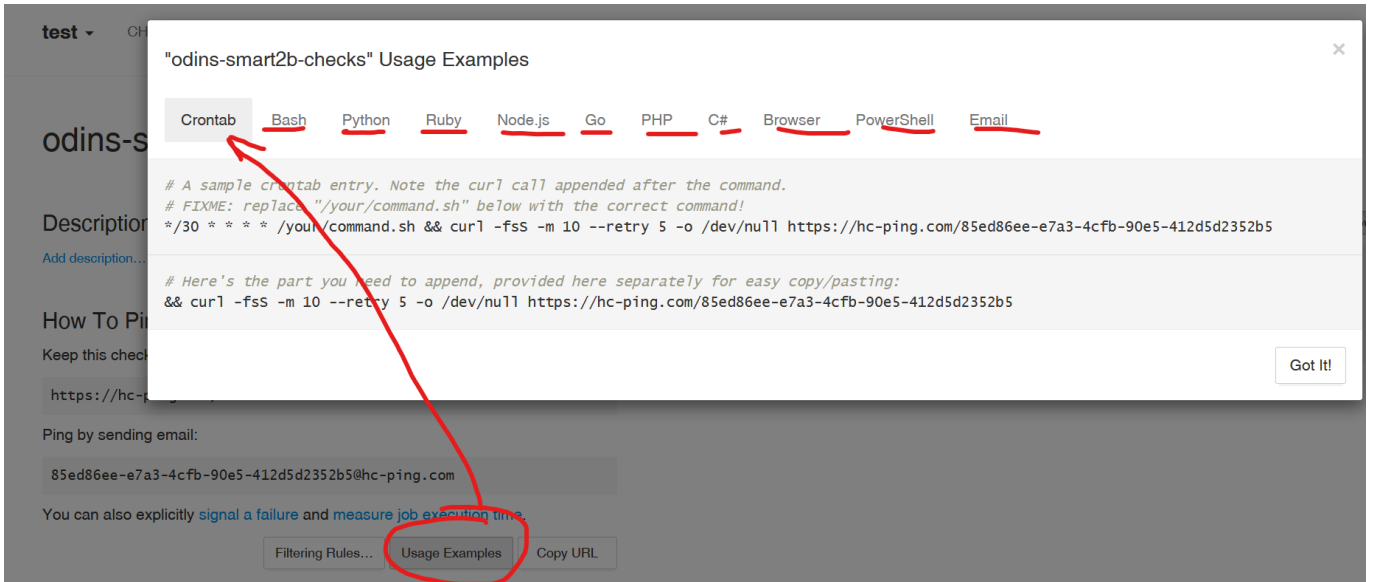 test
CH
"odins-smart2b-checks" Usage Examples
×
Crontab Bash Python Ruby Node.js Go PHP C# Browser PowerShell Email
odins-s
# A sample crontab entry. Note the curl call appended after the command.
# FIXME: replace "/your/command.sh" below with the correct command!
*/30 * * * * /your/command.sh && curl -fsS -m 10 --retry 5 -o /dev/null https://hc-ping.com/85ed86ee-e7a3-4cfb-90e5-412d5d2352b5
Description
Add description...
# Here's the part you need to append, provided here separately for easy copy/pasting:
&& curl -fsS -m 10 --retry 5 -o /dev/null https://hc-ping.com/85ed86ee-e7a3-4cfb-90e5-412d5d2352b5
How To Pi
Keep this check
Got It!
https://hc-p
Ping by sending email:
85ed86ee-e7a3-4cfb-90e5-412d5d2352b5@hc-ping.com
You can also explicitly signal a failure and measure job execution time.
Filtering Rules... Usage Examples Copy URL